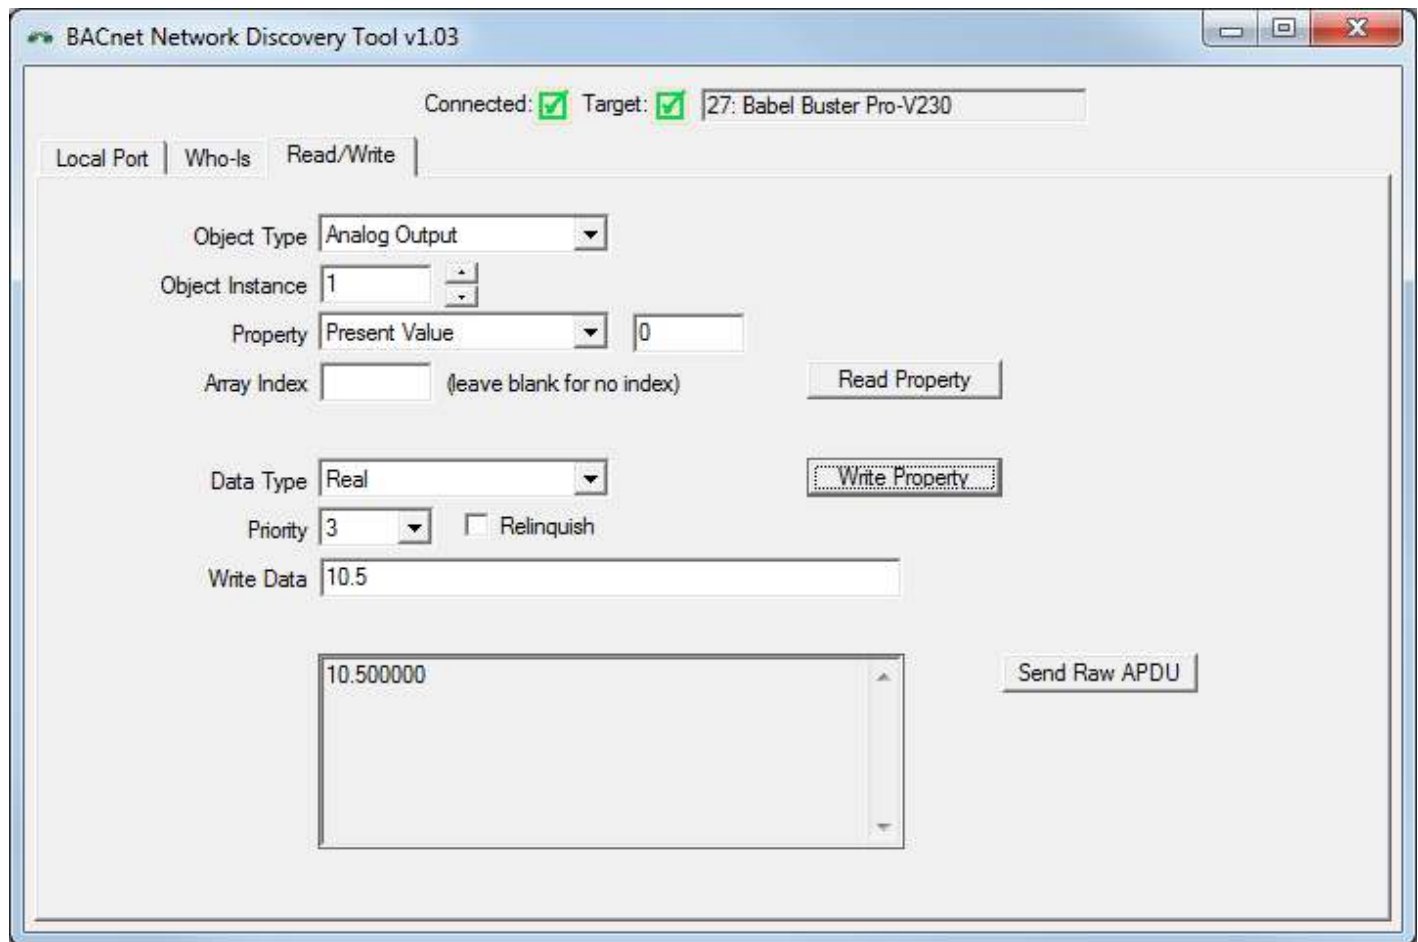 BACnet Network Discovery Tool v1.03
Connected: Target: 27: Babel Buster Pro-V230
Local Port Who-Is Read/Write
Object Type Analog Output
Object Instance 1
Property Present Value 0
Array Index (leave blank for no index) Read Property
Data Type Real Write Property
Priority 3 Relinquish
Write Data 10.5
10.500000 Send Raw APDU